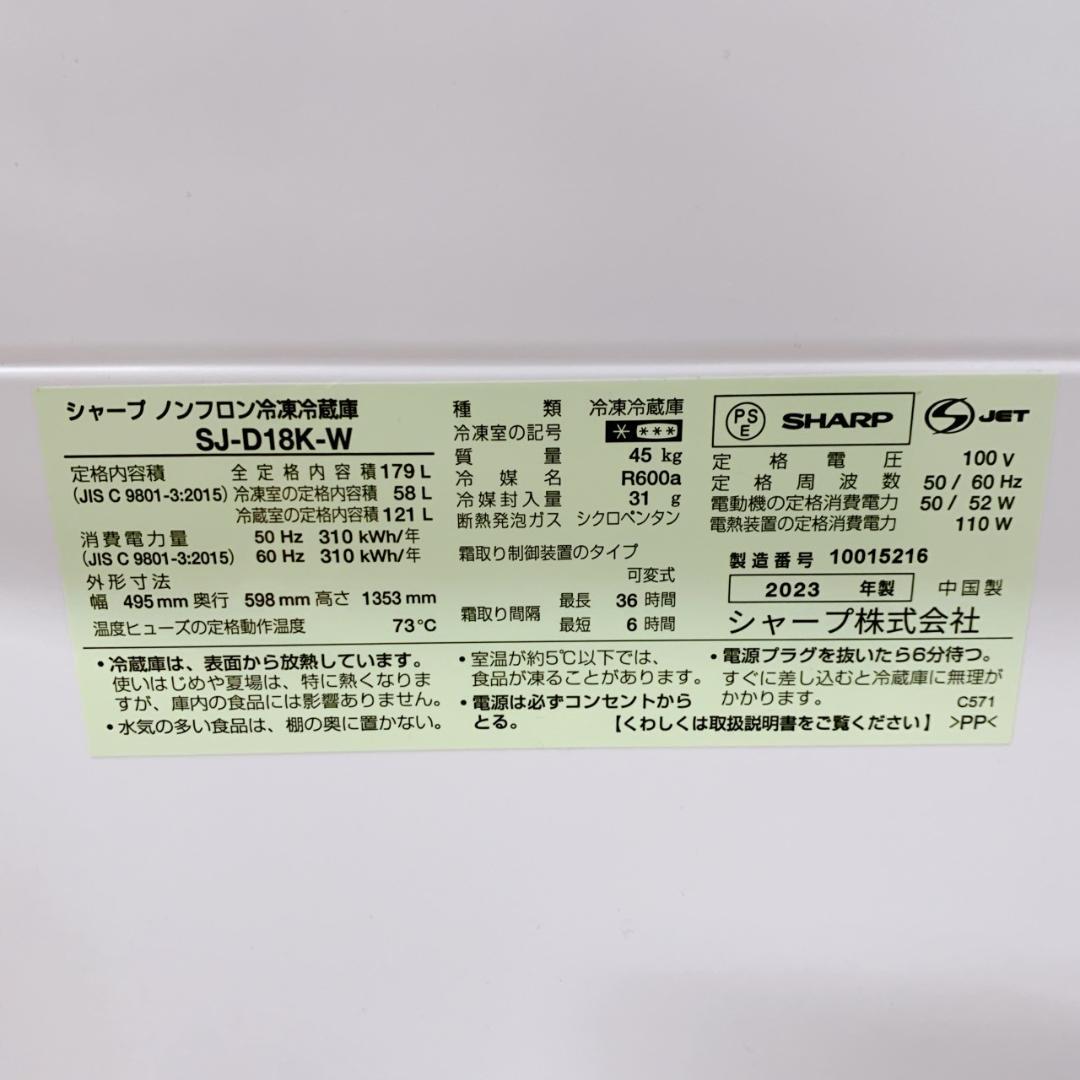 シャープ ノンフロン冷凍冷蔵庫
SJ-D18K-W
定格内容積 全定格内容積 179 L
(JIS C 9801-3:2015) 冷凍室の定格内容積 58 L
冷蔵室の定格内容積 121 L
消費電力量 50 Hz 310 kWh/年
(JIS C 9801-3:2015) 60 Hz 310 kWh/年
外形寸法
幅 495 mm 奥行 598 mm 高さ 1353 mm
温度ヒューズの定格動作温度 73℃
種類 冷凍冷蔵庫
冷凍室の記号 * ***
質量 45 kg
冷媒名 R600a
冷媒封入量 31 g
断熱発泡ガス シクロペンタン
霜取り制御装置のタイプ
可変式
霜取り間隔 最長 36 時間
最短 6 時間
PS E SHARP S JET
定格電圧 100 V
定格周波数 50 / 60 Hz
電動機の定格消費電力 50 / 52 W
電熱装置の定格消費電力 110 W
製造番号 10015216
2023 年製 中国製
シャープ株式会社
・冷蔵庫は、表面から放熱しています。
使いはじめや夏場は、特に熱くなりま
すが、庫内の食品には影響ありません。
・水気の多い食品は、棚の奥に置かない。
・室温が約5℃以下では、
食品が凍ることがあります。
・電源は必ずコンセントから
とる。
・電源プラグを抜いたら6分待つ。
すぐに差し込むと冷蔵庫に無理が
かかります。
C571
【くわしくは取扱説明書をご覧ください】 >PP<